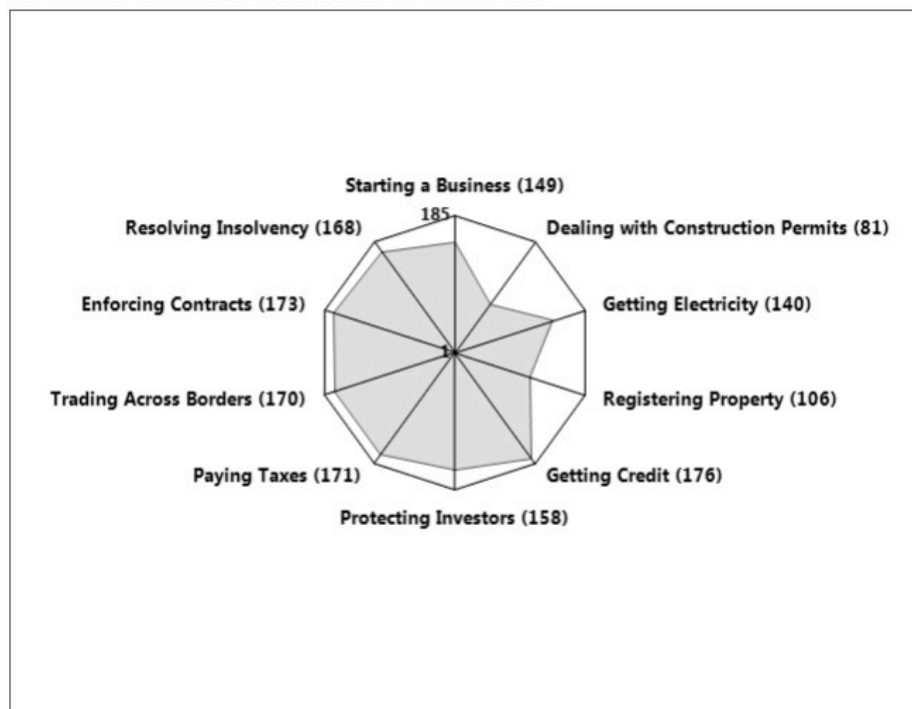 Starting a Business (149)
185
Resolving Insolvency (168)
Dealing with Construction Permits (81)
Enforcing Contracts (173)
Getting Electricity (140)
1
Trading Across Borders (170)
Registering Property (106)
Paying Taxes (171)
Getting Credit (176)
Protecting Investors (158)